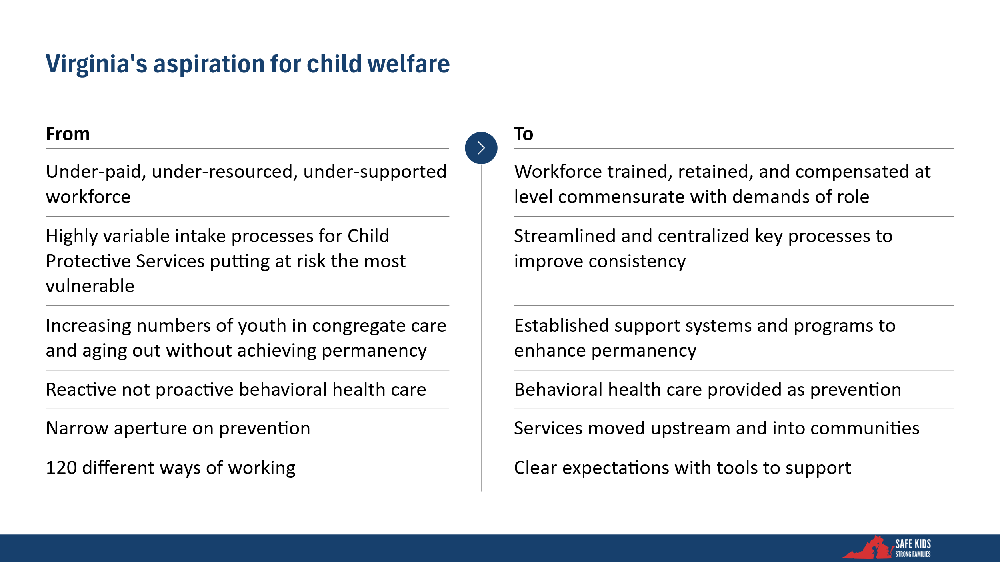 Virginia's aspiration for child welfare
From
To
Under-paid, under-resourced, under-supported
workforce
Workforce trained, retained, and compensated at
level commensurate with demands of role
Highly variable intake processes for Child
Protective Services putting at risk the most
vulnerable
Streamlined and centralized key processes to
improve consistency
Increasing numbers of youth in congregate care
and aging out without achieving permanency
Established support systems and programs to
enhance permanency
Reactive not proactive behavioral health care
Behavioral health care provided as prevention
Narrow aperture on prevention
Services moved upstream and into communities
120 different ways of working
Clear expectations with tools to support
SAFE KIDS
STRONG FAMILIES